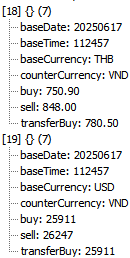 [18] {} (7)
baseDate: 20250617
baseTime: 112457
baseCurrency: THB
counterCurrency: VND
buy: 750.90
sell: 848.00
transferBuy: 780.50
[19] {} (7)
baseDate: 20250617
baseTime: 112457
baseCurrency: USD
counterCurrency: VND
buy: 25911
sell: 26247
transferBuy: 25911